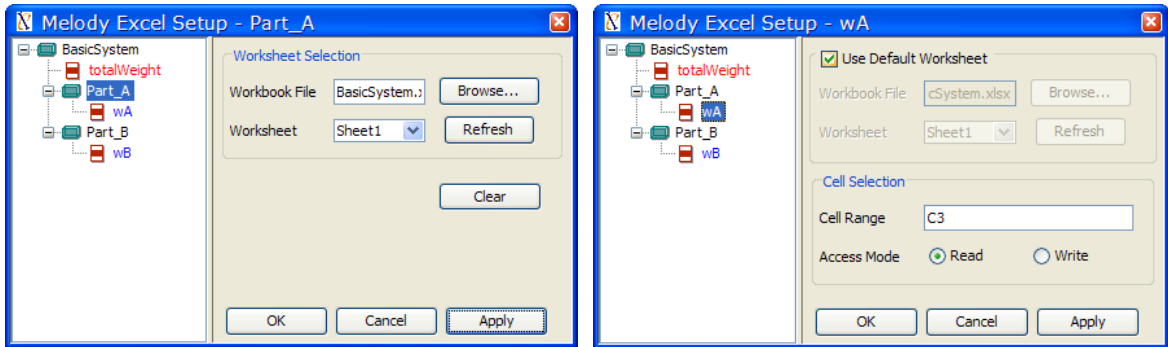 Melody Excel Setup - Part_A
BasicSystem
totalWeight
Part_A
wA
Part_B
wB
Worksheet Selection
Workbook File BasicSystem.: Browse...
Worksheet Sheet1 Refresh
Clear
OK Cancel Apply
Melody Excel Setup - wA
BasicSystem
totalWeight
Part_A
wA
Part_B
wB
Use Default Worksheet
Workbook File cSystem.xlsx Browse...
Worksheet Sheet1 Refresh
Cell Selection
Cell Range C3
Access Mode Read Write
OK Cancel Apply